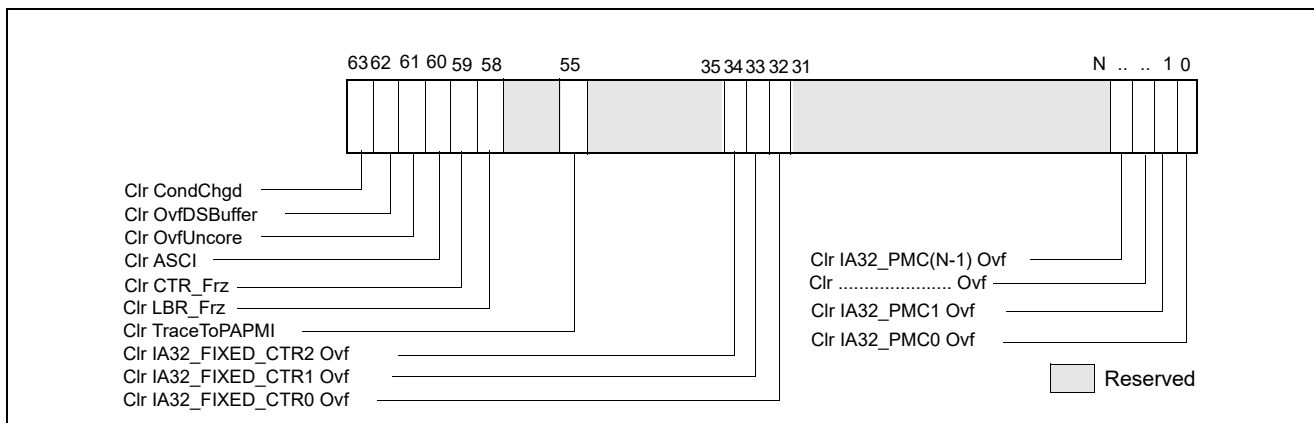 63 62 61 60 59 58 55 35 34 33 32 31 N .. .. 1 0
Clr CondChgd
Clr OvfDSBuffer
Clr OvfUncore
Clr ASCI
Clr CTR_Frz
Clr LBR_Frz
Clr TraceToPAPMI
Clr IA32_FIXED_CTR2 Ovf
Clr IA32_FIXED_CTR1 Ovf
Clr IA32_FIXED_CTR0 Ovf
Clr IA32_PMC(N-1) Ovf
Clr ...................... Ovf
Clr IA32_PMC1 Ovf
Clr IA32_PMC0 Ovf
Reserved